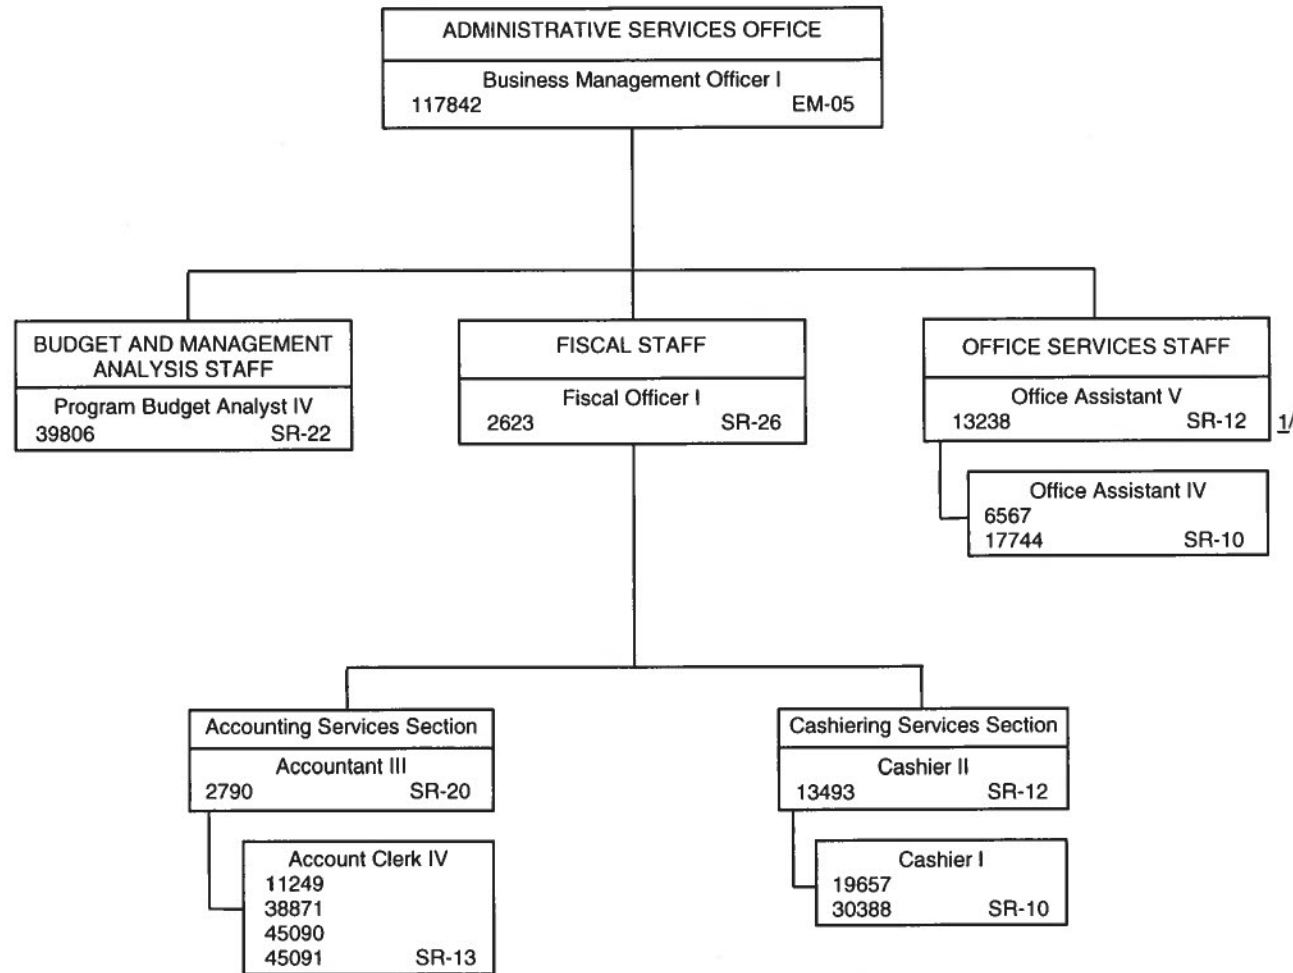 ADMINISTRATIVE SERVICES OFFICE
Business Management Officer I
117842 EM-05
BUDGET AND MANAGEMENT
ANALYSIS STAFF
Program Budget Analyst IV
39806 SR-22
FISCAL STAFF
Fiscal Officer I
2623 SR-26
OFFICE SERVICES STAFF
Office Assistant V
13238 SR-12 1/
Office Assistant IV
6567
17744 SR-10
Accounting Services Section
Accountant III
2790 SR-20
Account Clerk IV
11249
38871
45090
45091 SR-13
Cashiering Services Section
Cashier II
13493 SR-12
Cashier I
19657
30388 SR-10